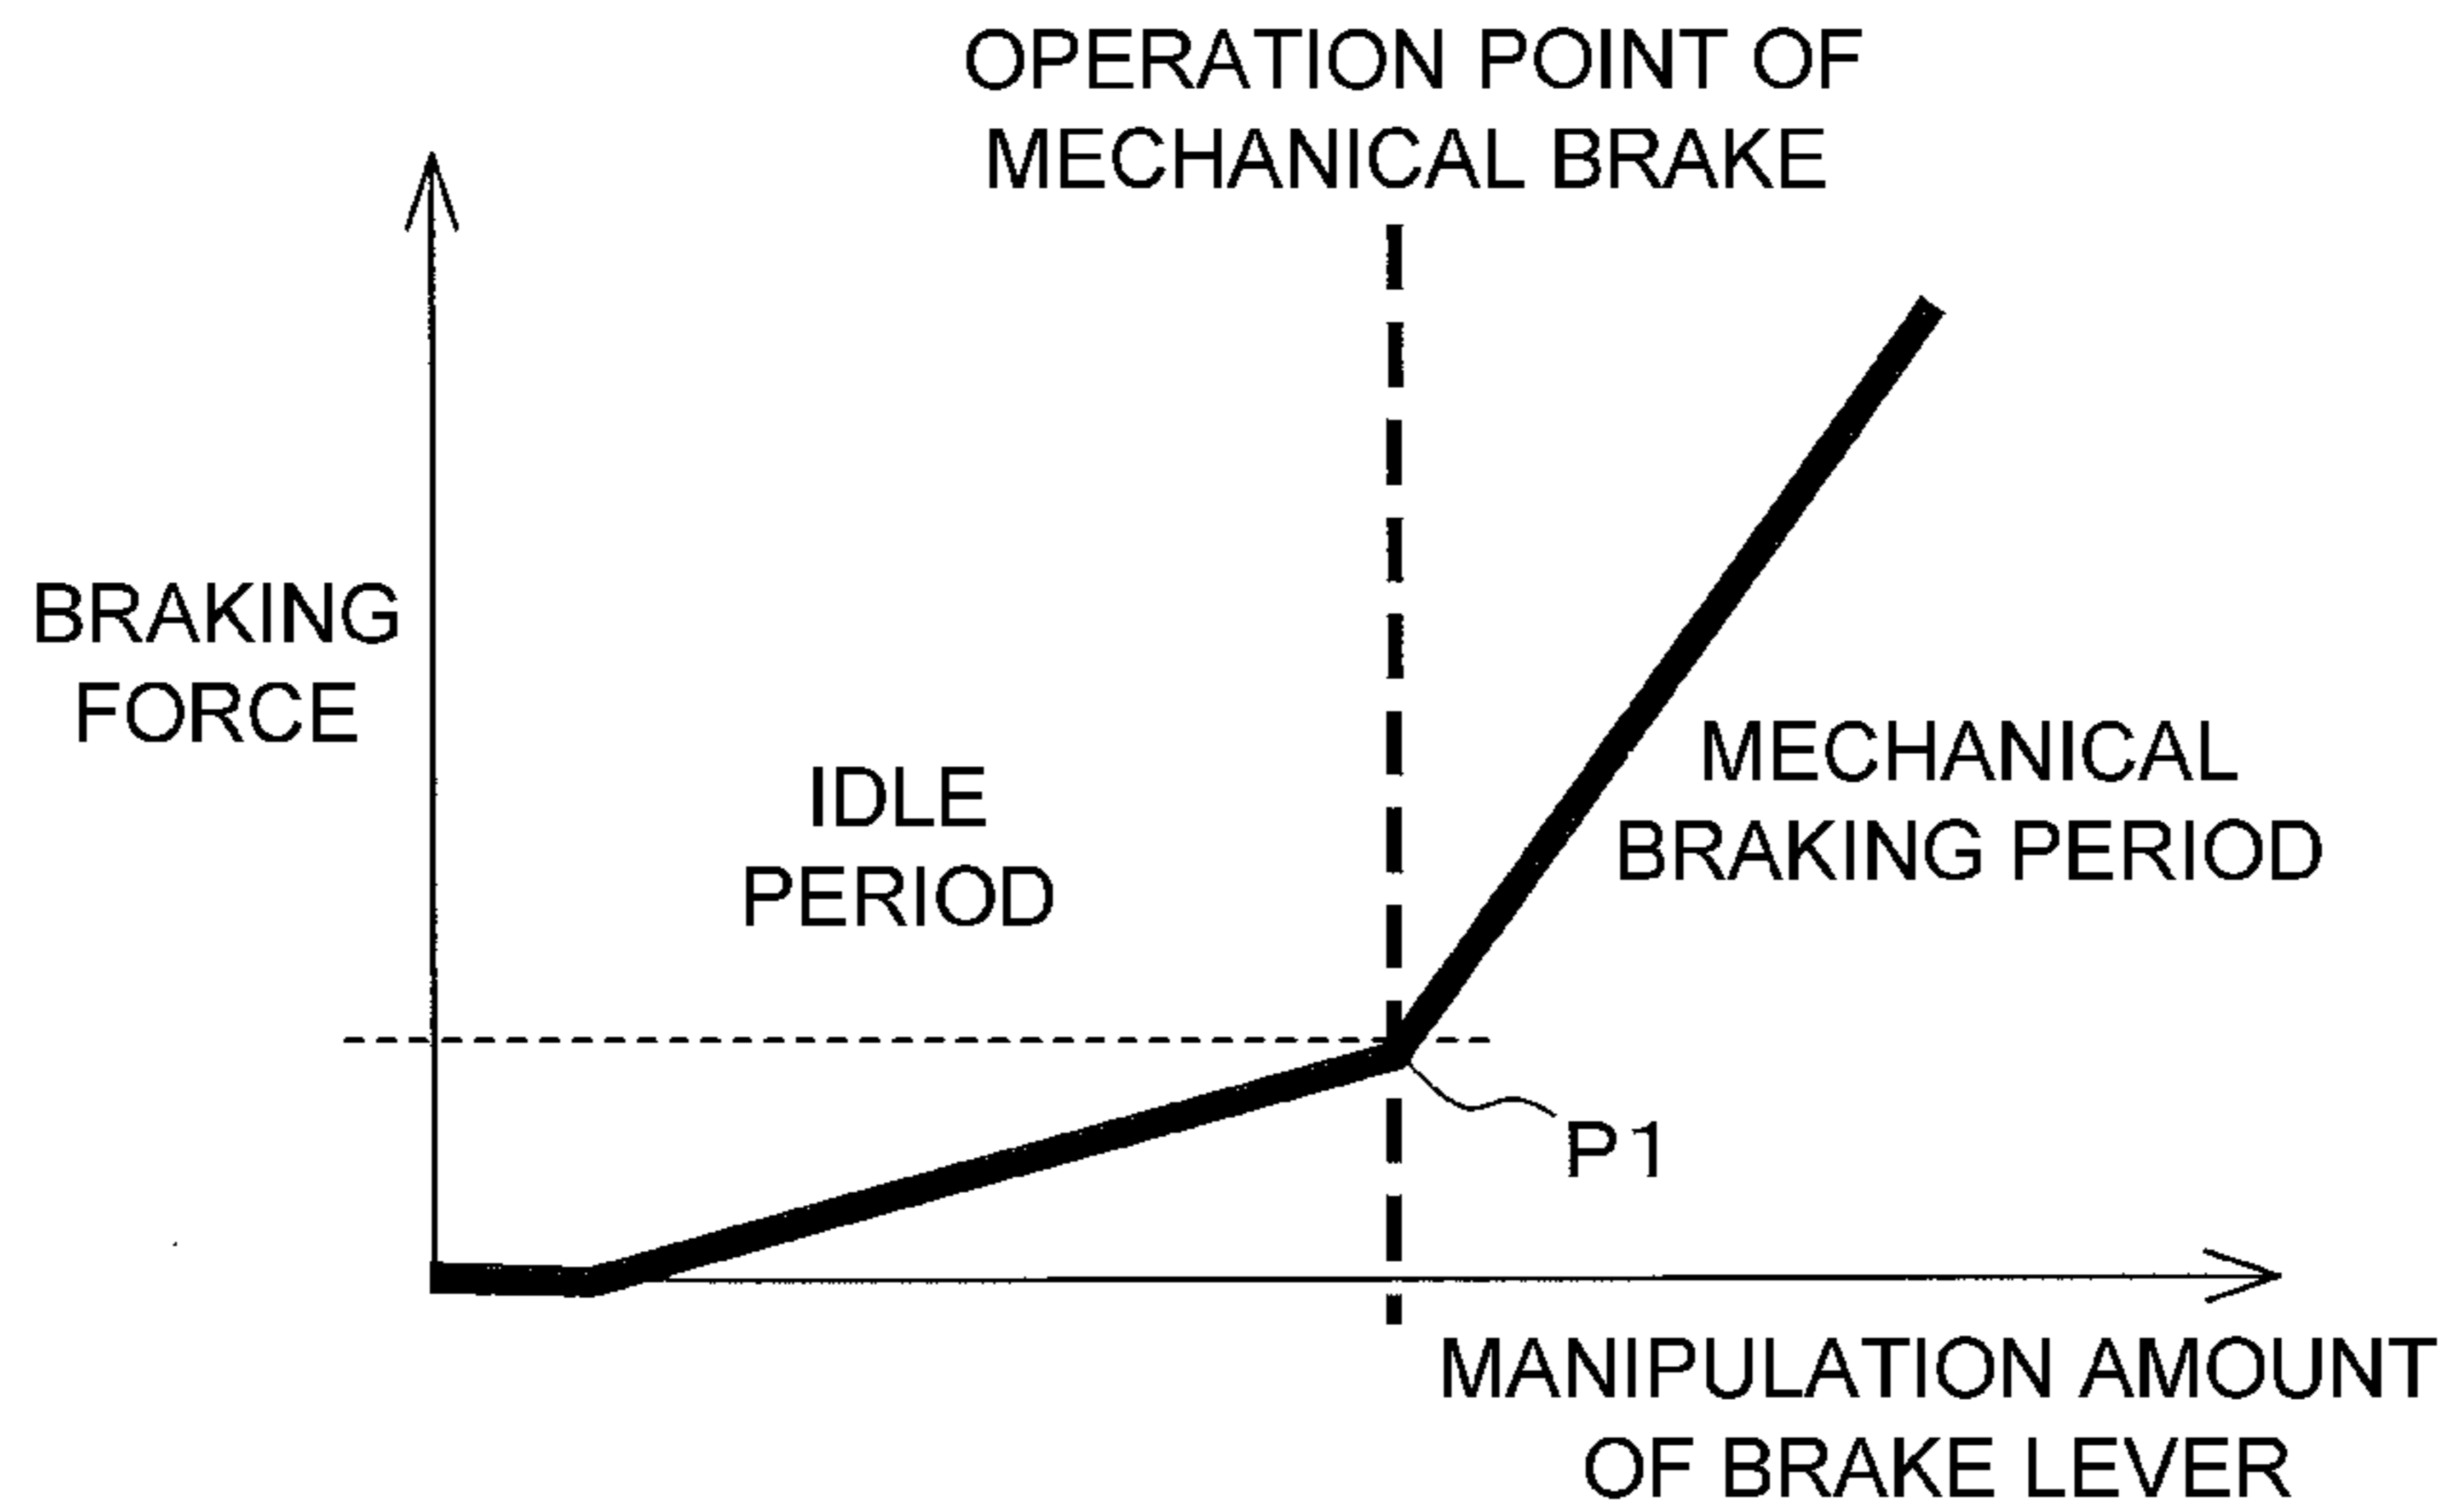 OPERATION POINT OF
MECHANICAL BRAKE
BRAKING
FORCE
IDLE
PERIOD
MECHANICAL
BRAKING PERIOD
P1
MANIPULATION AMOUNT
OF BRAKE LEVER